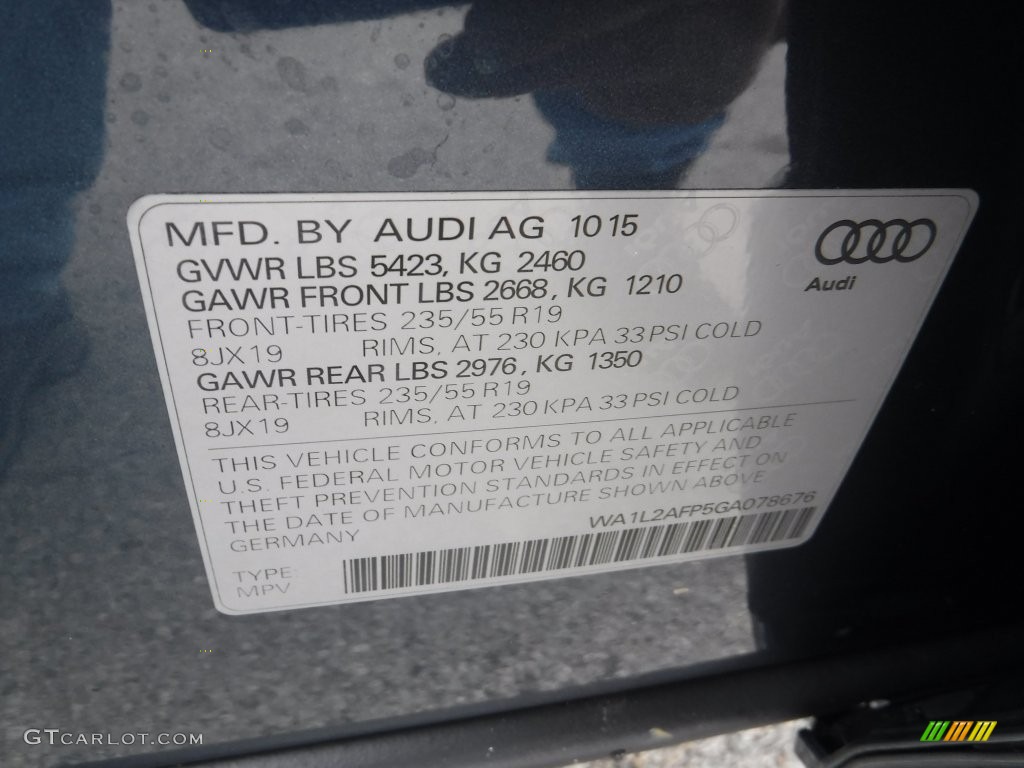 MFD. BY AUDI AG 10 15
GVWR LBS 5423, KG 2460
GAWR FRONT LBS 2668, KG 1210
FRONT-TIRES 235/55 R19
8JX19 RIMS, AT 230 KPA 33 PSI COLD
GAWR REAR LBS 2976, KG 1350
REAR-TIRES 235/55 R19
8JX19 RIMS, AT 230 KPA 33 PSI COLD
Audi
THIS VEHICLE CONFORMS TO ALL APPLICABLE
U.S. FEDERAL MOTOR VEHICLE SAFETY AND
THEFT PREVENTION STANDARDS IN EFFECT ON
THE DATE OF MANUFACTURE SHOWN ABOVE
GERMANY
WA1L2AFP5GA078676
TYPE:
MPV
GTCARLOT.COM